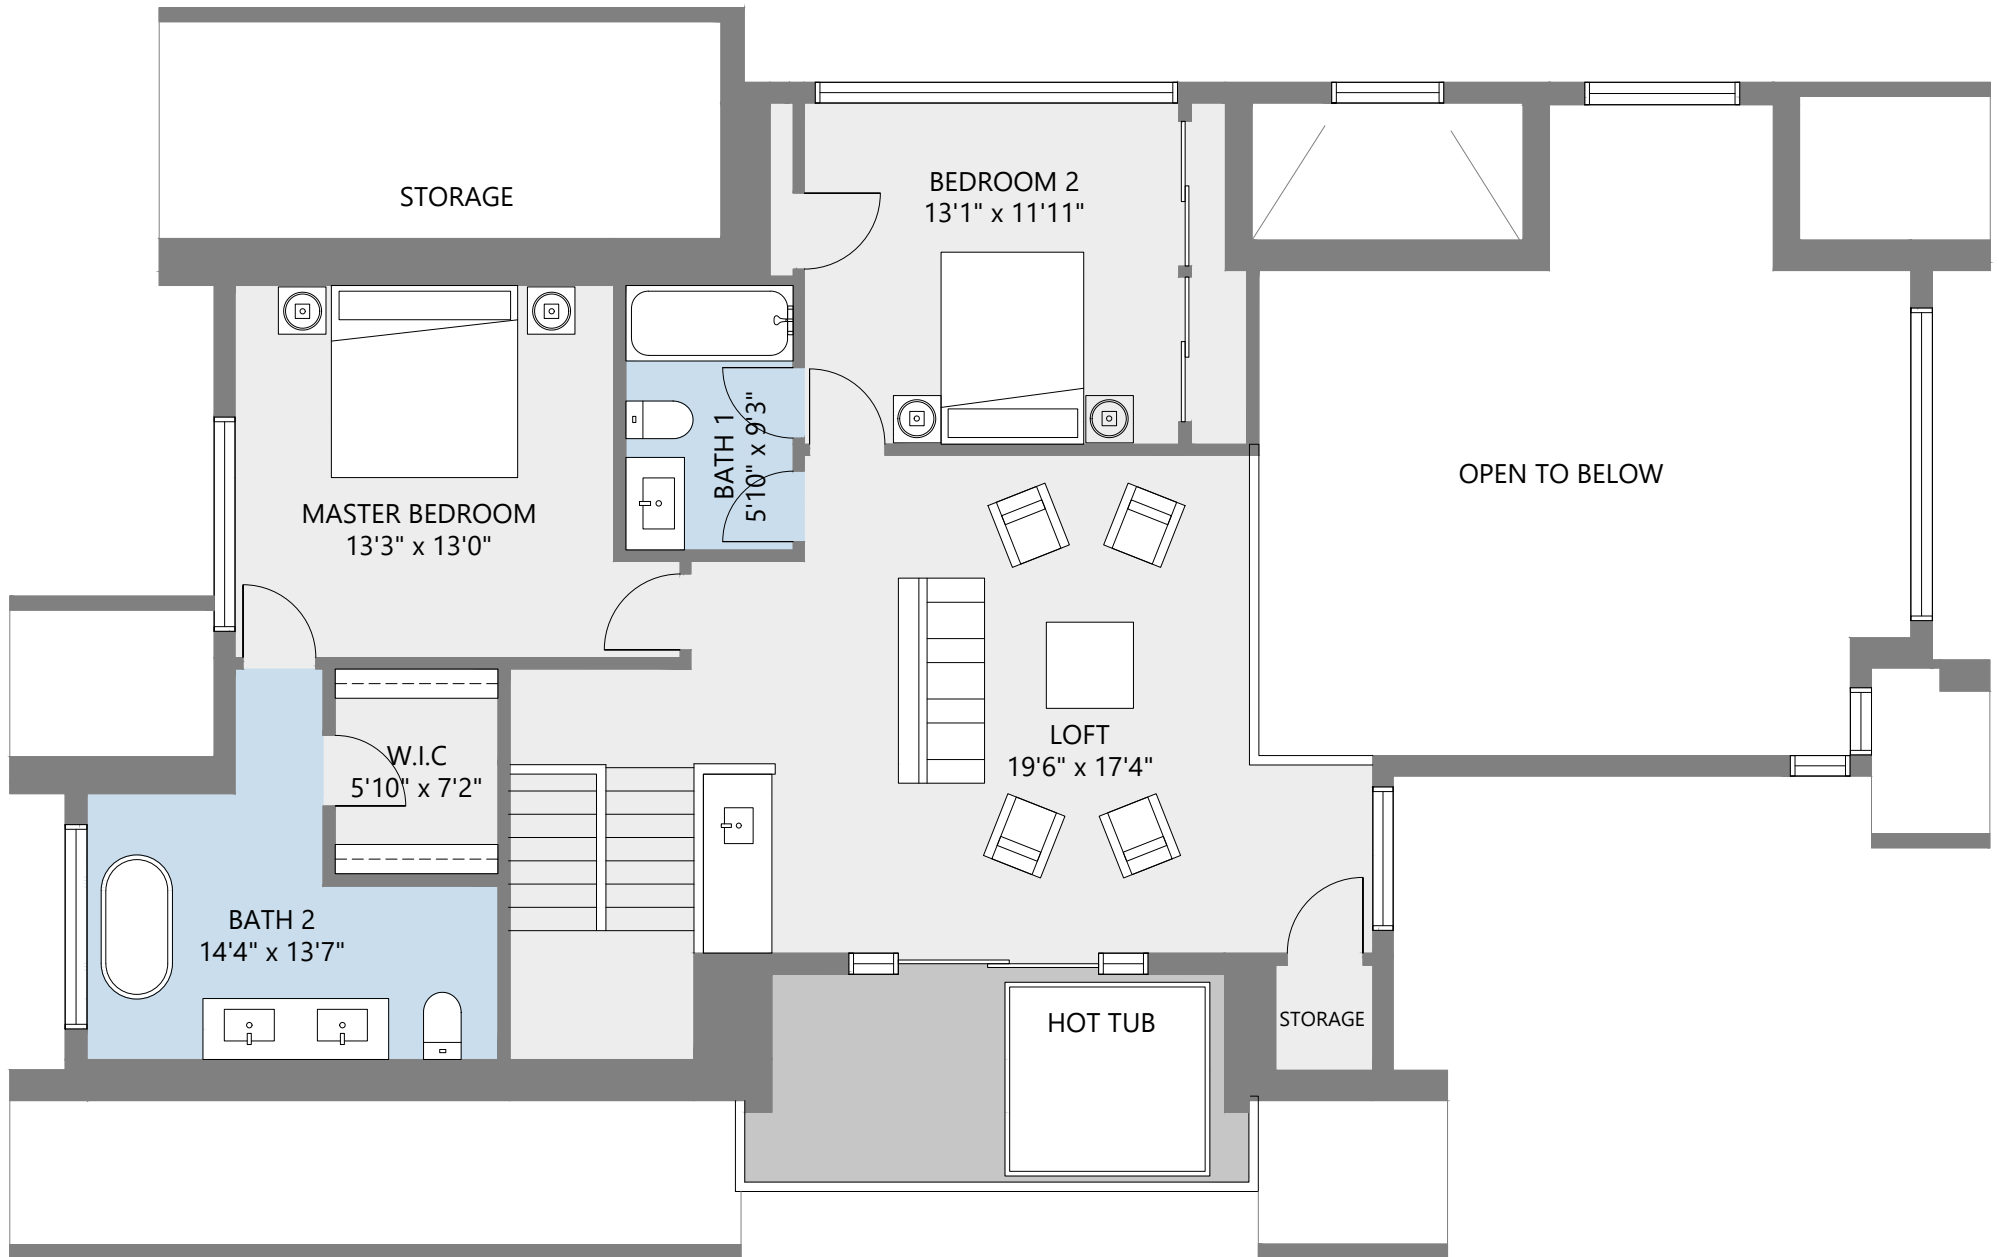 STORAGE
BEDROOM 2
13'1" x 11'11"
BATH 1
5'10" x 9'3"
OPEN TO BELOW
MASTER BEDROOM
13'3" x 13'0"
W.I.C
5'10" x 7'2"
LOFT
19'6" x 17'4"
BATH 2
14'4" x 13'7"
HOT TUB
STORAGE